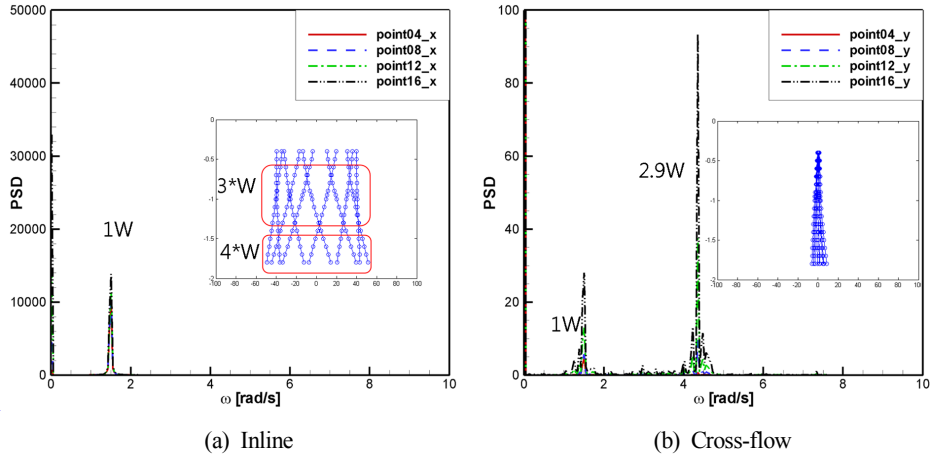 50000
40000
30000
20000
10000
0
PSD
0
2
4
6
8
10
ω [rad/s]
point04_x
point08_x
point12_x
point16_x
1W
3*W
4*W
0
-0.5
-1
-1.5
-2
-100 -80 -60 -40 -20 0 20 40 60 80 100
(a) Inline
100
80
60
40
20
0
PSD
0
2
4
6
8
10
ω [rad/s]
point04_y
point08_y
point12_y
point16_y
1W
2.9W
0
-0.5
-1
-1.5
-2
-100 -80 -60 -40 -20 0 20 40 60 80 100
(b) Cross-flow